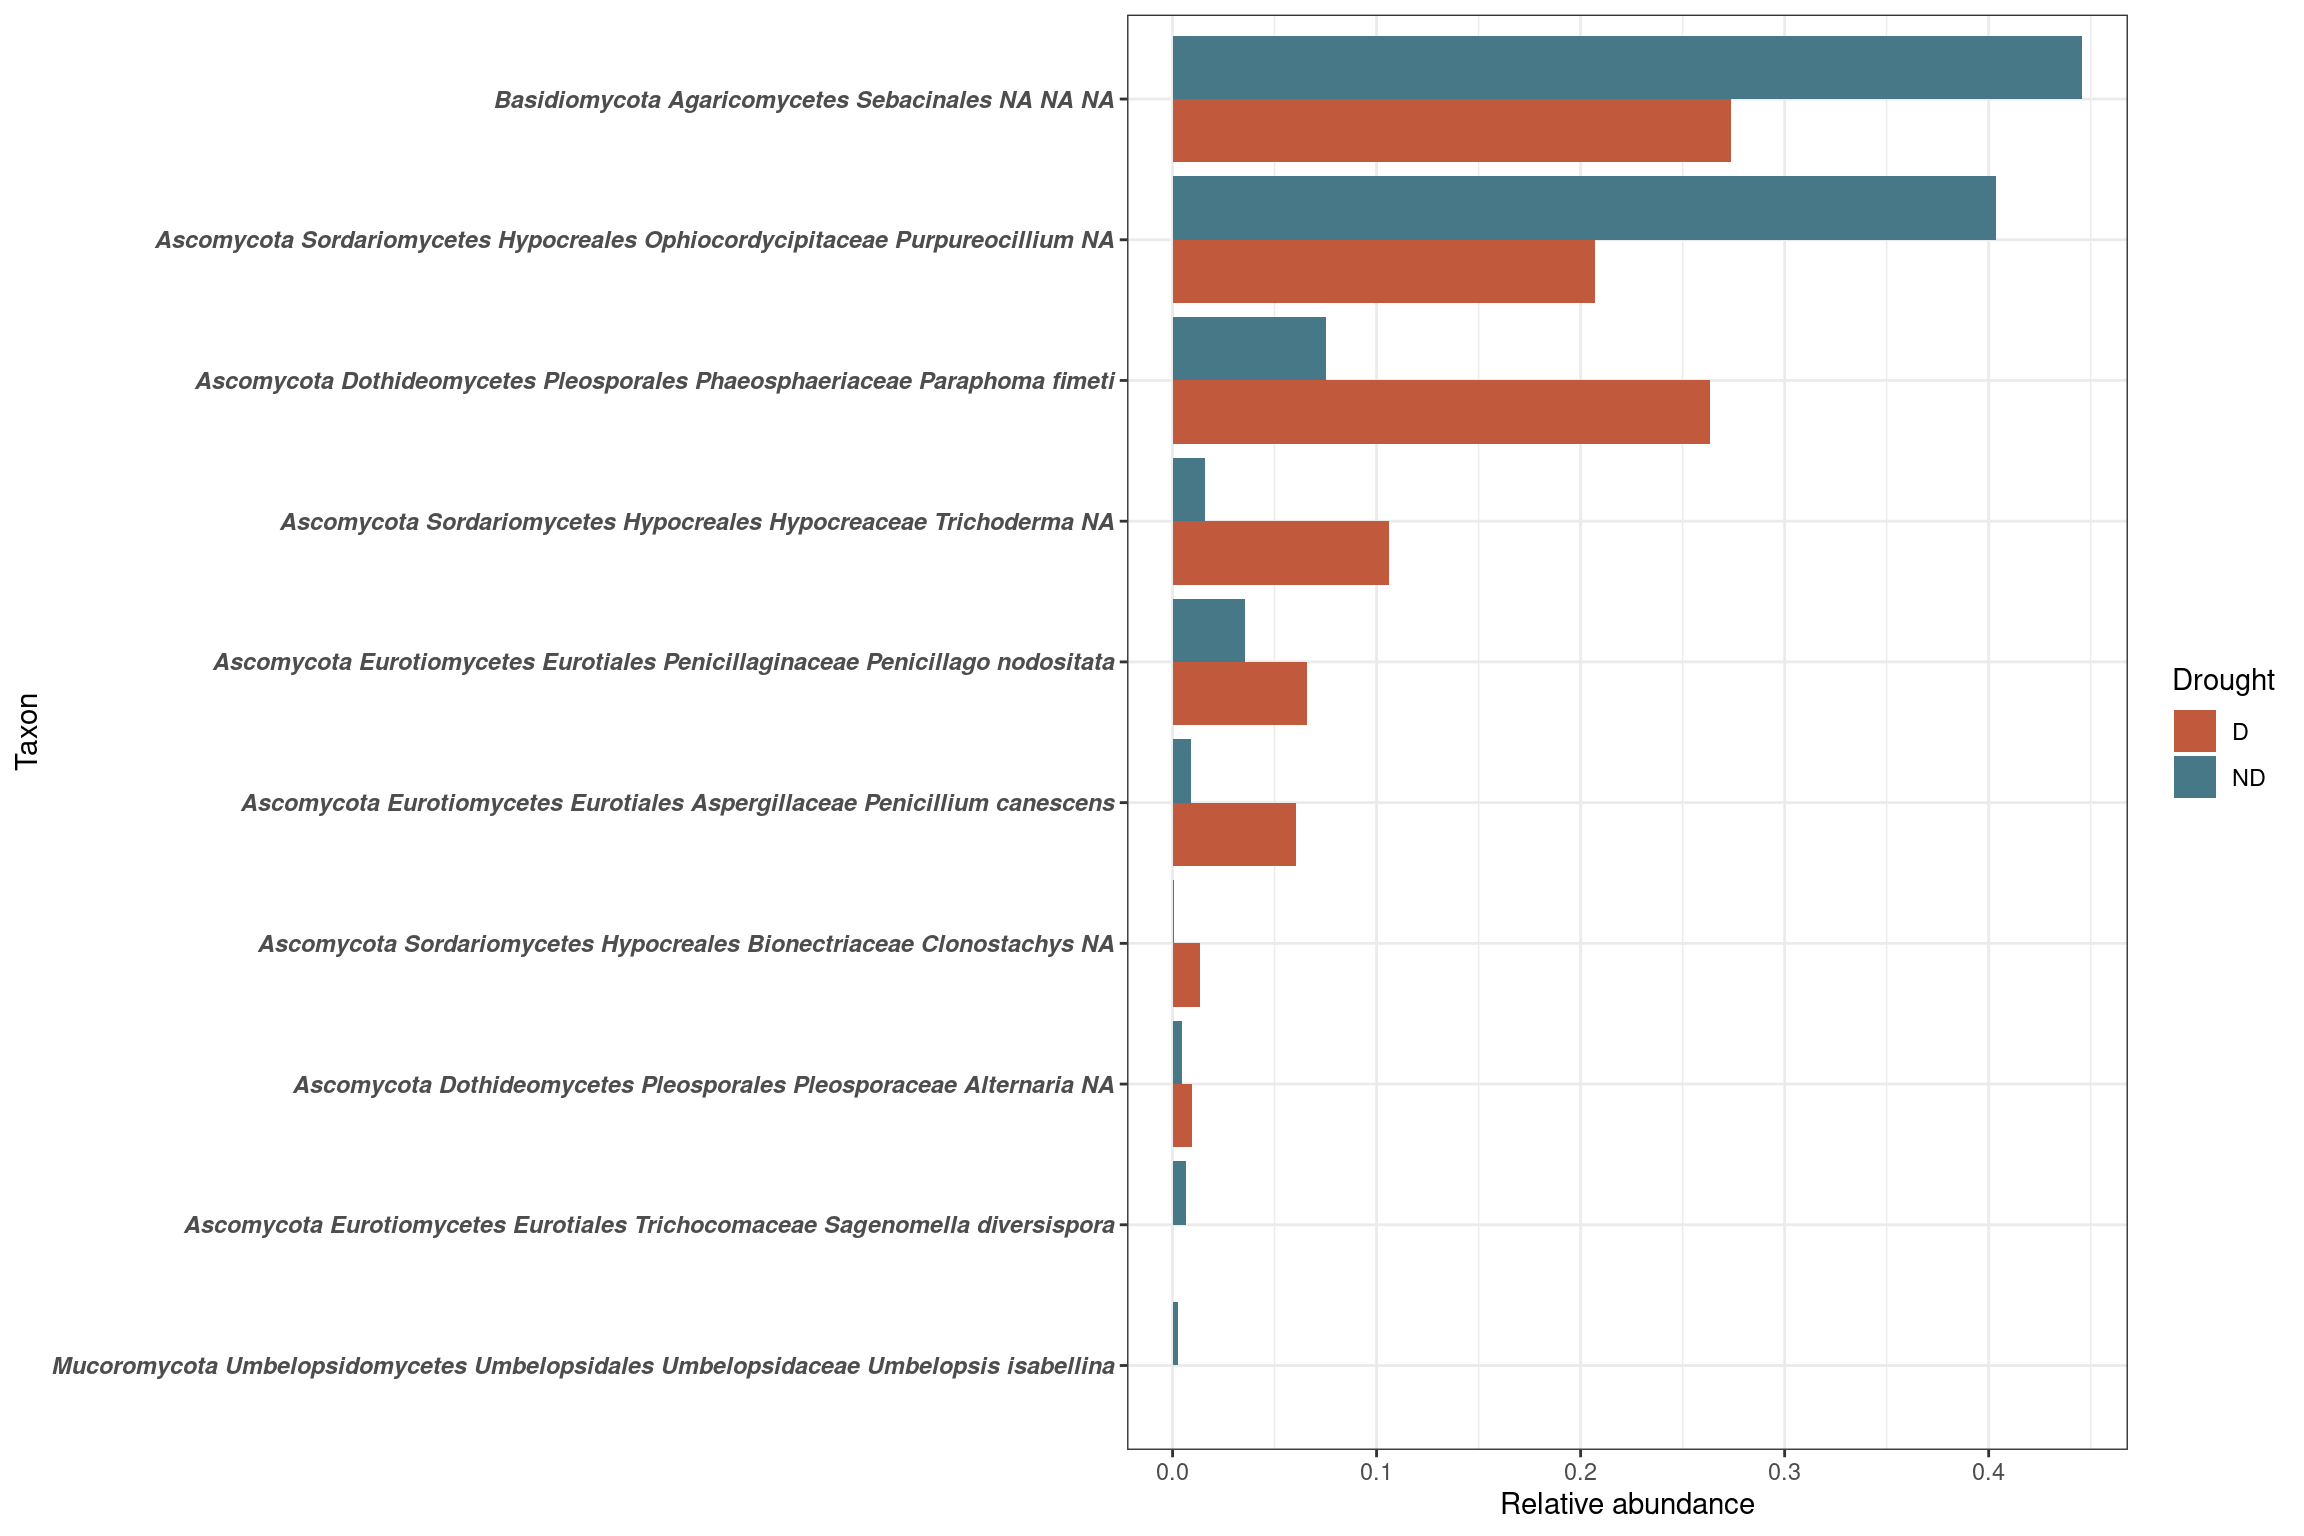 Basidiomycota Agaricomycetes Sebacinales NA NA NA
Ascomycota Sordariomycetes Hypocreales Ophiocordycipitaceae Purpureocillium NA
Ascomycota Dothideomycetes Pleosporales Phaeosphaeriaceae Paraphoma fimeti
Ascomycota Sordariomycetes Hypocreales Hypocreaceae Trichoderma NA
Ascomycota Eurotiomycetes Eurotiales Penicillaginaceae Penicillago nodositata
Ascomycota Eurotiomycetes Eurotiales Aspergillaceae Penicillium canescens
Ascomycota Sordariomycetes Hypocreales Bionectriaceae Clonostachys NA
Ascomycota Dothideomycetes Pleosporales Pleosporaceae Alternaria NA
Ascomycota Eurotiomycetes Eurotiales Trichocomaceae Sagenomella diversispora
Mucoromycota Umbelopsidomycetes Umbelopsidales Umbelopsidaceae Umbelopsis isabellina
Taxon
0.0 0.1 0.2 0.3 0.4
Relative abundance
Drought
D
ND